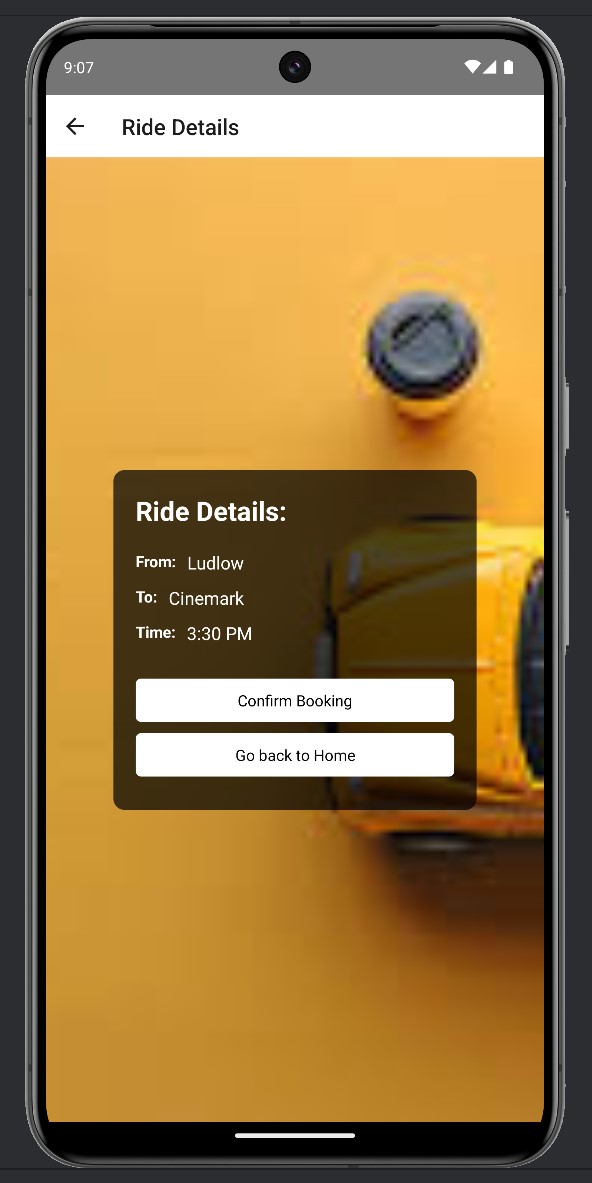 9:07
Ride Details
Ride Details:
From: Ludlow
To: Cinemark
Time: 3:30 PM
Confirm Booking
Go back to Home